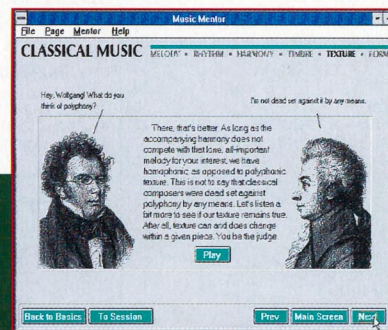 Music Mentor
File Page Mentor Help
CLASSICAL MUSIC MELODY • RHYTHM • HARMONY • TIMBRE • TEXTURE • FORM
Hey, Wolfgang! What do you
think of polyphony?
I'm not dead set against it by any means.
There, that's better. As long as the
accompanying harmony does not
compete with that lone, all-important
melody for your interest, we have
homophonic as opposed to polyphonic
texture. This is not to say that classical
composers were dead set against
polyphony by any means. Let's listen a
bit more to see if our texture remains true.
After all, texture can and does change
within a given piece. You be the judge.
Play
Back to Basics To Session Prev Main Screen Next